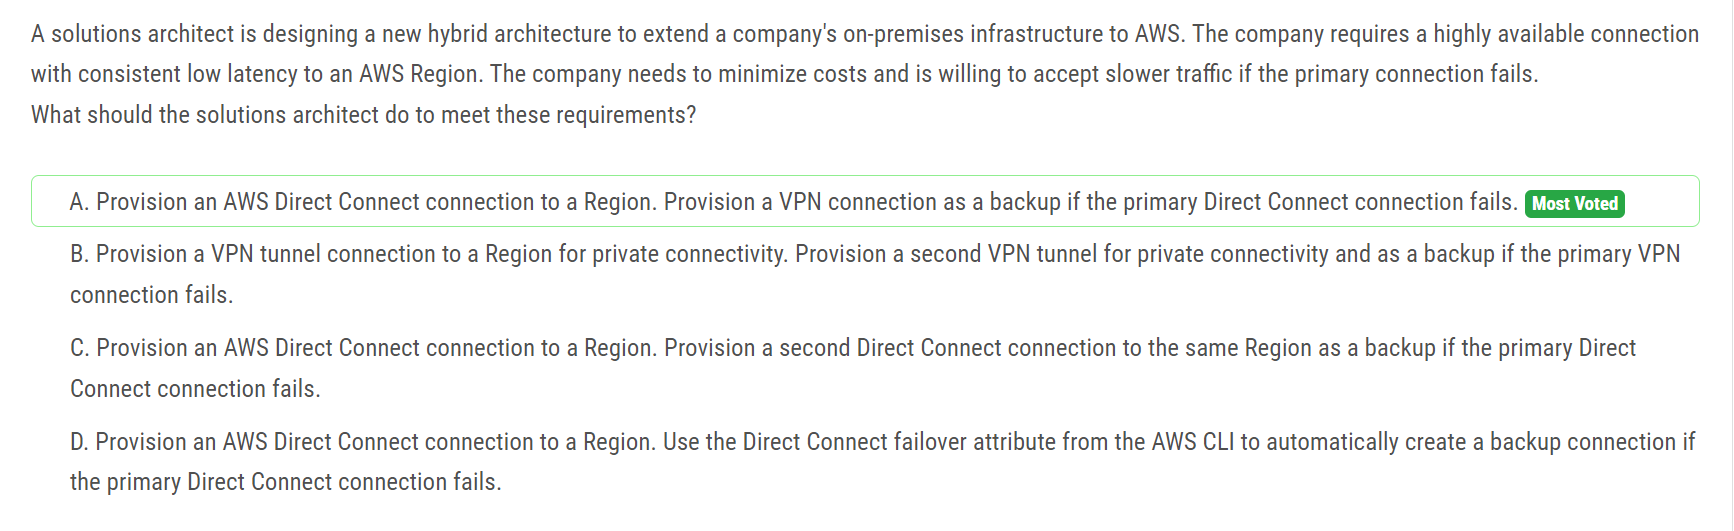 A solutions architect is designing a new hybrid architecture to extend a company's on-premises infrastructure to AWS. The company requires a highly available connection
with consistent low latency to an AWS Region. The company needs to minimize costs and is willing to accept slower traffic if the primary connection fails.
What should the solutions architect do to meet these requirements?
A. Provision an AWS Direct Connect connection to a Region. Provision a VPN connection as a backup if the primary Direct Connect connection fails. Most Voted
B. Provision a VPN tunnel connection to a Region for private connectivity. Provision a second VPN tunnel for private connectivity and as a backup if the primary VPN
connection fails.
C. Provision an AWS Direct Connect connection to a Region. Provision a second Direct Connect connection to the same Region as a backup if the primary Direct
Connect connection fails.
D. Provision an AWS Direct Connect connection to a Region. Use the Direct Connect failover attribute from the AWS CLI to automatically create a backup connection if
the primary Direct Connect connection fails.